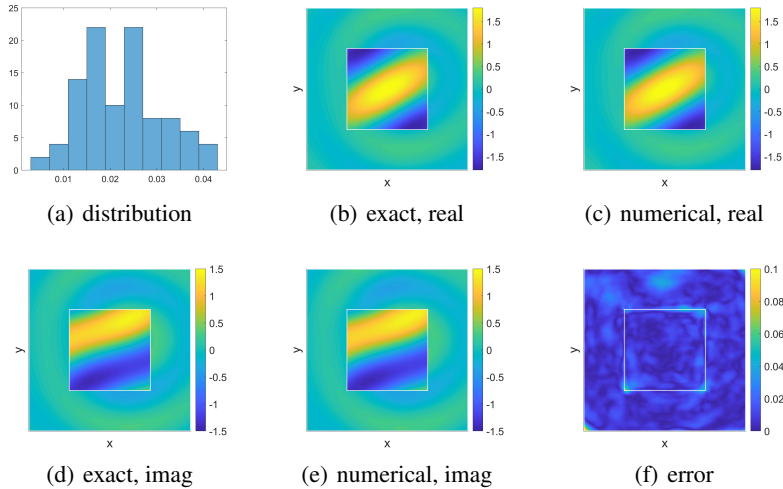 25
20
15
10
5
0
0.01 0.02 0.03 0.04
(a) distribution
y
x
1.5
1
0.5
0
-0.5
-1
-1.5
(b) exact, real
y
x
1.5
1
0.5
0
-0.5
-1
-1.5
(c) numerical, real
y
x
1.5
1
0.5
0
-0.5
-1
-1.5
(d) exact, imag
y
x
1.5
1
0.5
0
-0.5
-1
-1.5
(e) numerical, imag
y
x
0.1
0.08
0.06
0.04
0.02
0
(f) error